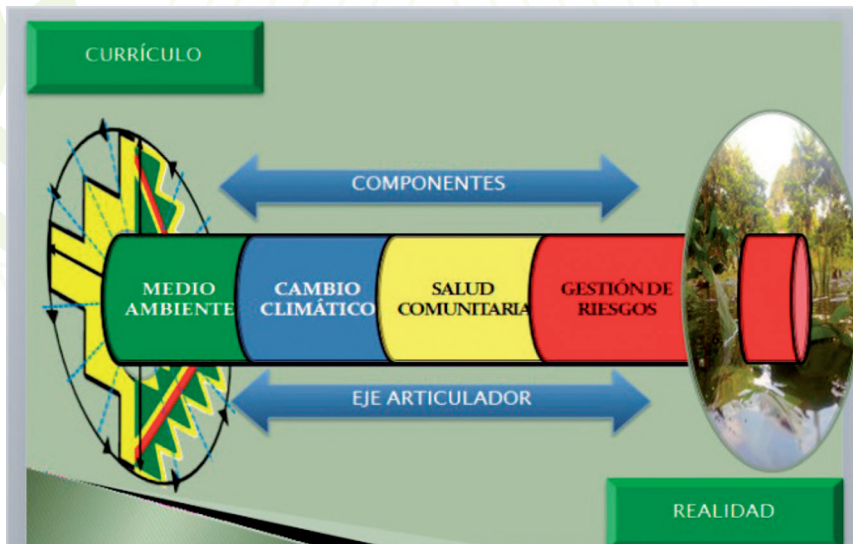 CURRÍCULO
COMPONENTES
MEDIO
AMBIENTE
CAMBIO
CLIMÁTICO
SALUD
COMUNITARIA
GESTIÓN DE
RIESGOS
EJE ARTICULADOR
REALIDAD